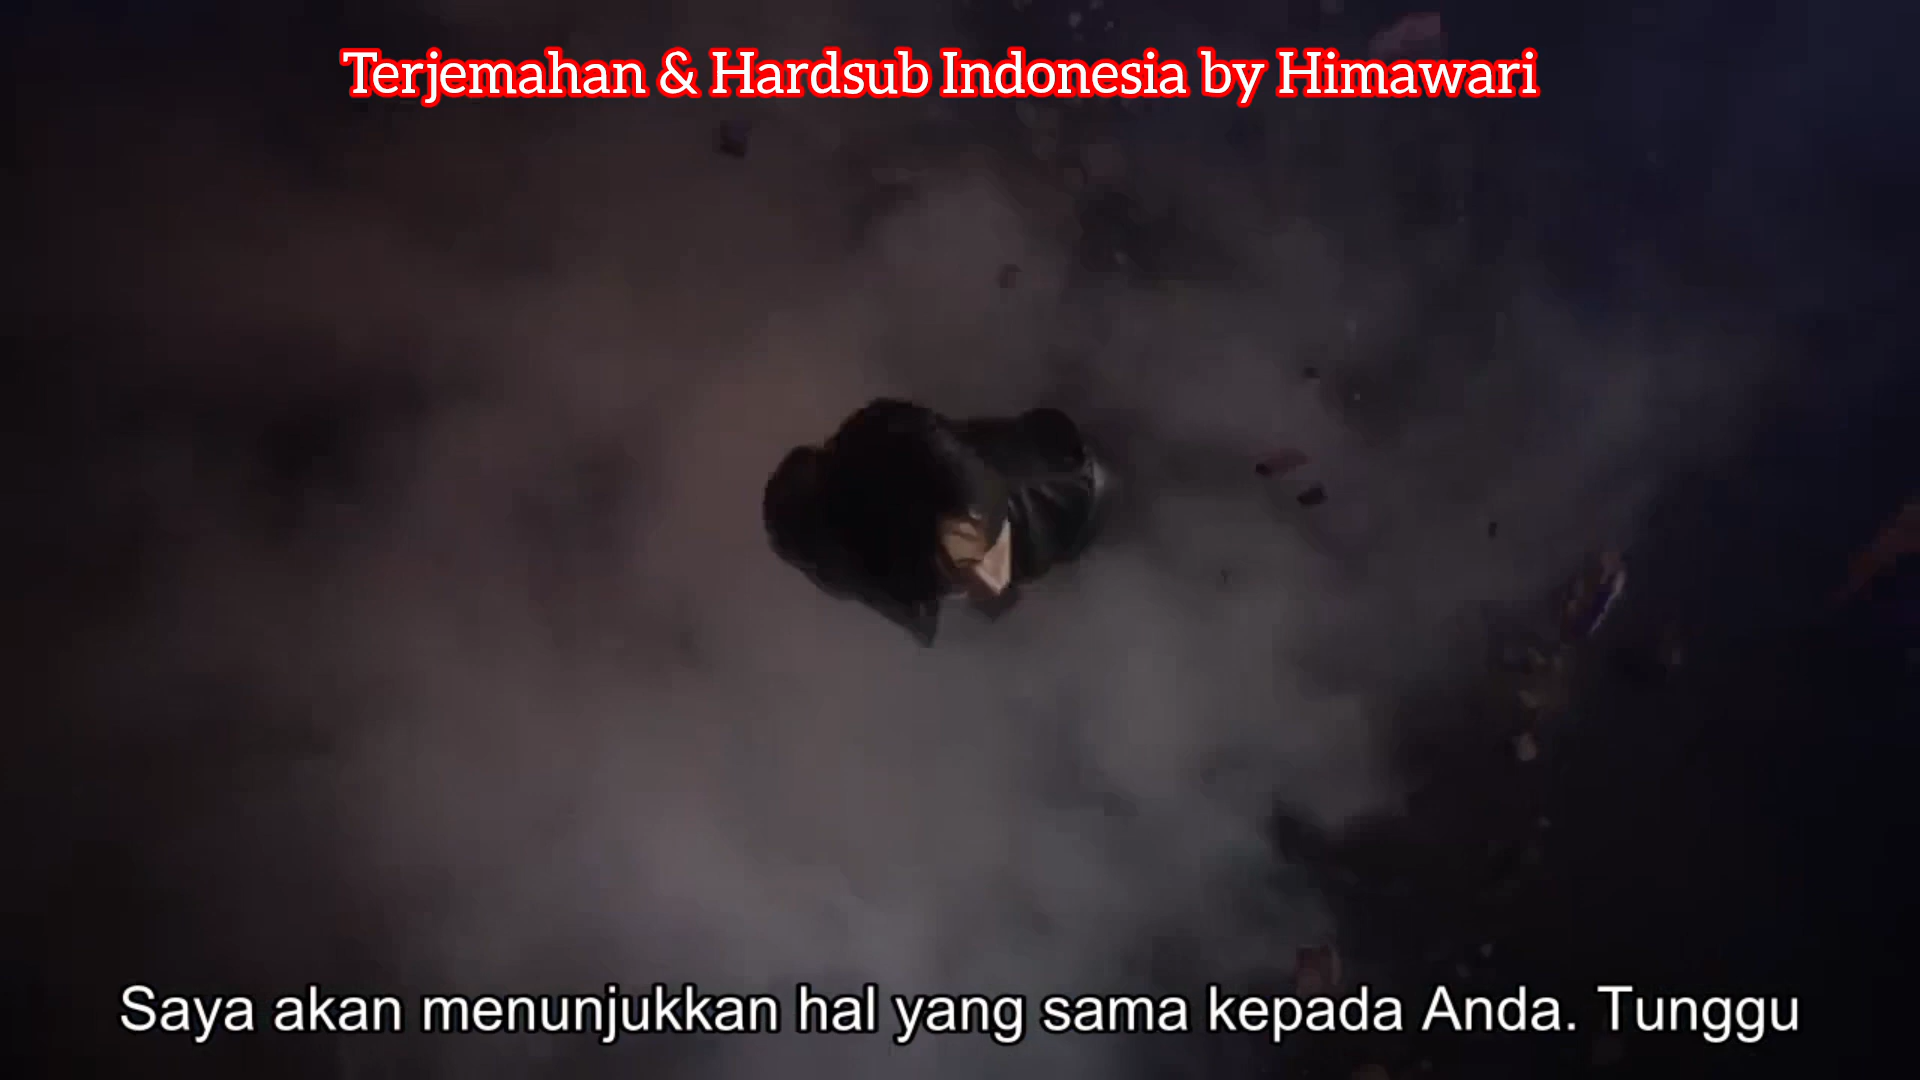 Terjemahan & Hardsub Indonesia by Himawari
Saya akan menunjukkan hal yang sama kepada Anda. Tunggu